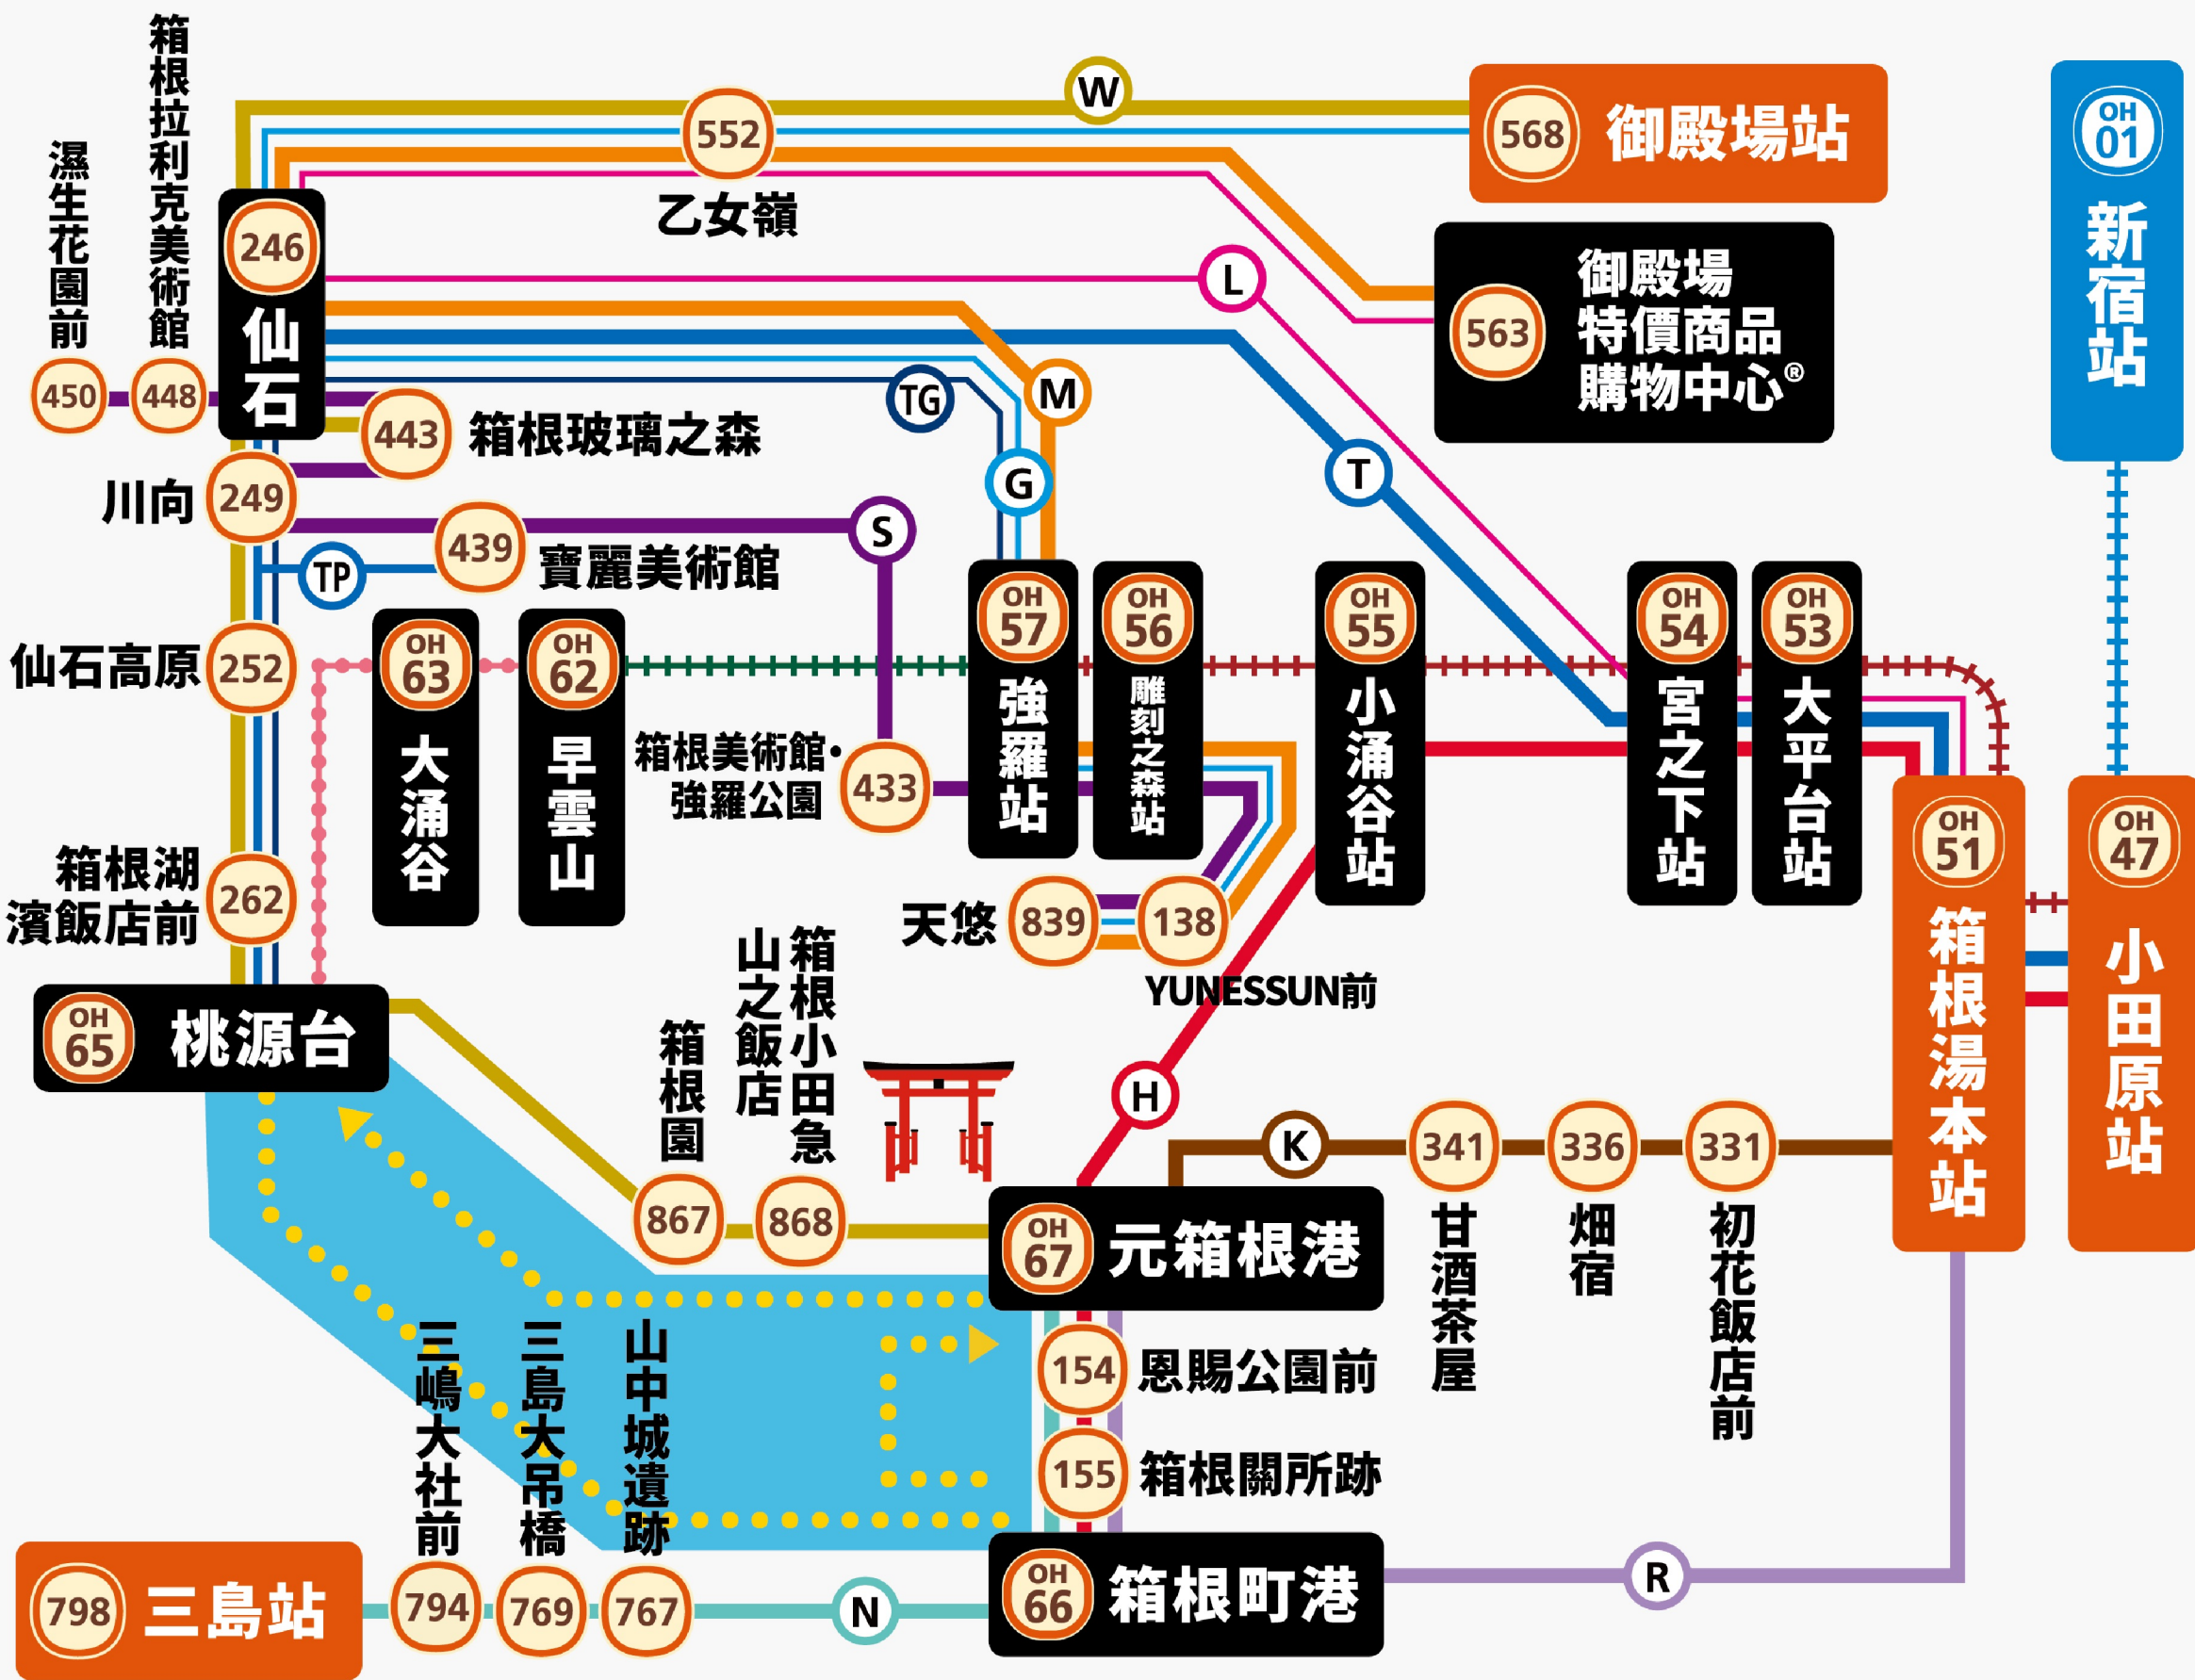 箱根拉利克美術館
濕生花園前
W
552
乙女嶺
568
御殿場站
OH
01
新宿站
246
仙石
L
563
御殿場
特價商品
購物中心®
450
448
443
箱根玻璃之森
TG
M
G
T
川向
249
439
寶麗美術館
S
TP
仙石高原
252
OH
63
大涌谷
OH
62
早雲山
OH
57
強羅站
OH
56
雕刻之森站
OH
55
小涌谷站
OH
54
宮之下站
OH
53
大平台站
箱根美術館・
強羅公園
433
OH
51
箱根湯本站
OH
47
小田原站
箱根湖
濱飯店前
262
天悠
839
138
YUNESSUN前
OH
65
桃源台
箱根園
867
箱根小田急
山之飯店
868
H
K
341
甘酒茶屋
336
畑宿
331
初花飯店前
OH
67
元箱根港
154
恩賜公園前
155
箱根關所跡
三嶋大社前
三島大吊橋
山中城遺跡
798
三島站
794
769
767
N
OH
66
箱根町港
R